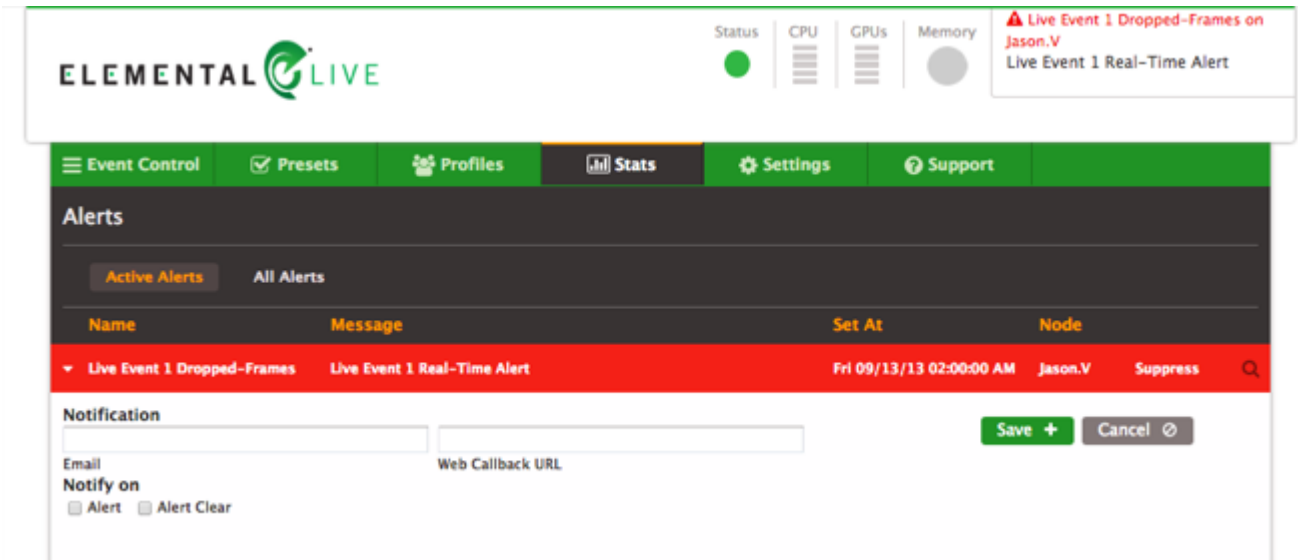 ELEMENTAL LIVE
Status CPU GPUs Memory
Live Event 1 Dropped-Frames on
Jason.V
Live Event 1 Real-Time Alert
Event Control Presets Profiles Stats Settings Support
Alerts
Active Alerts All Alerts
Name Message Set At Node
Live Event 1 Dropped-Frames Live Event 1 Real-Time Alert Fri 09/13/13 02:00:00 AM Jason.V Suppress
Notification
Save + Cancel
Email Web Callback URL
Notify on
Alert Alert Clear